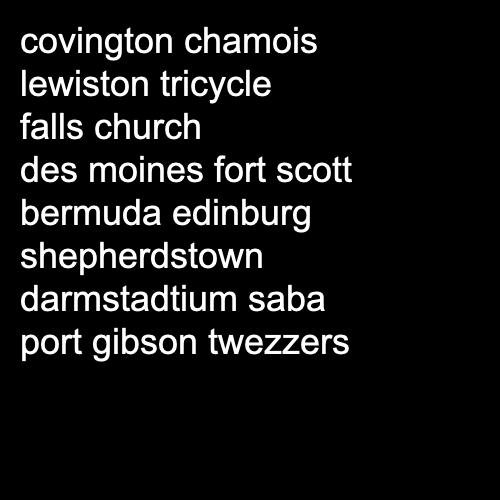 covington chamois
lewiston tricycle
falls church
des moines fort scott
bermuda edinburg
shepherdstown
darmstadtium saba
port gibson twezzers